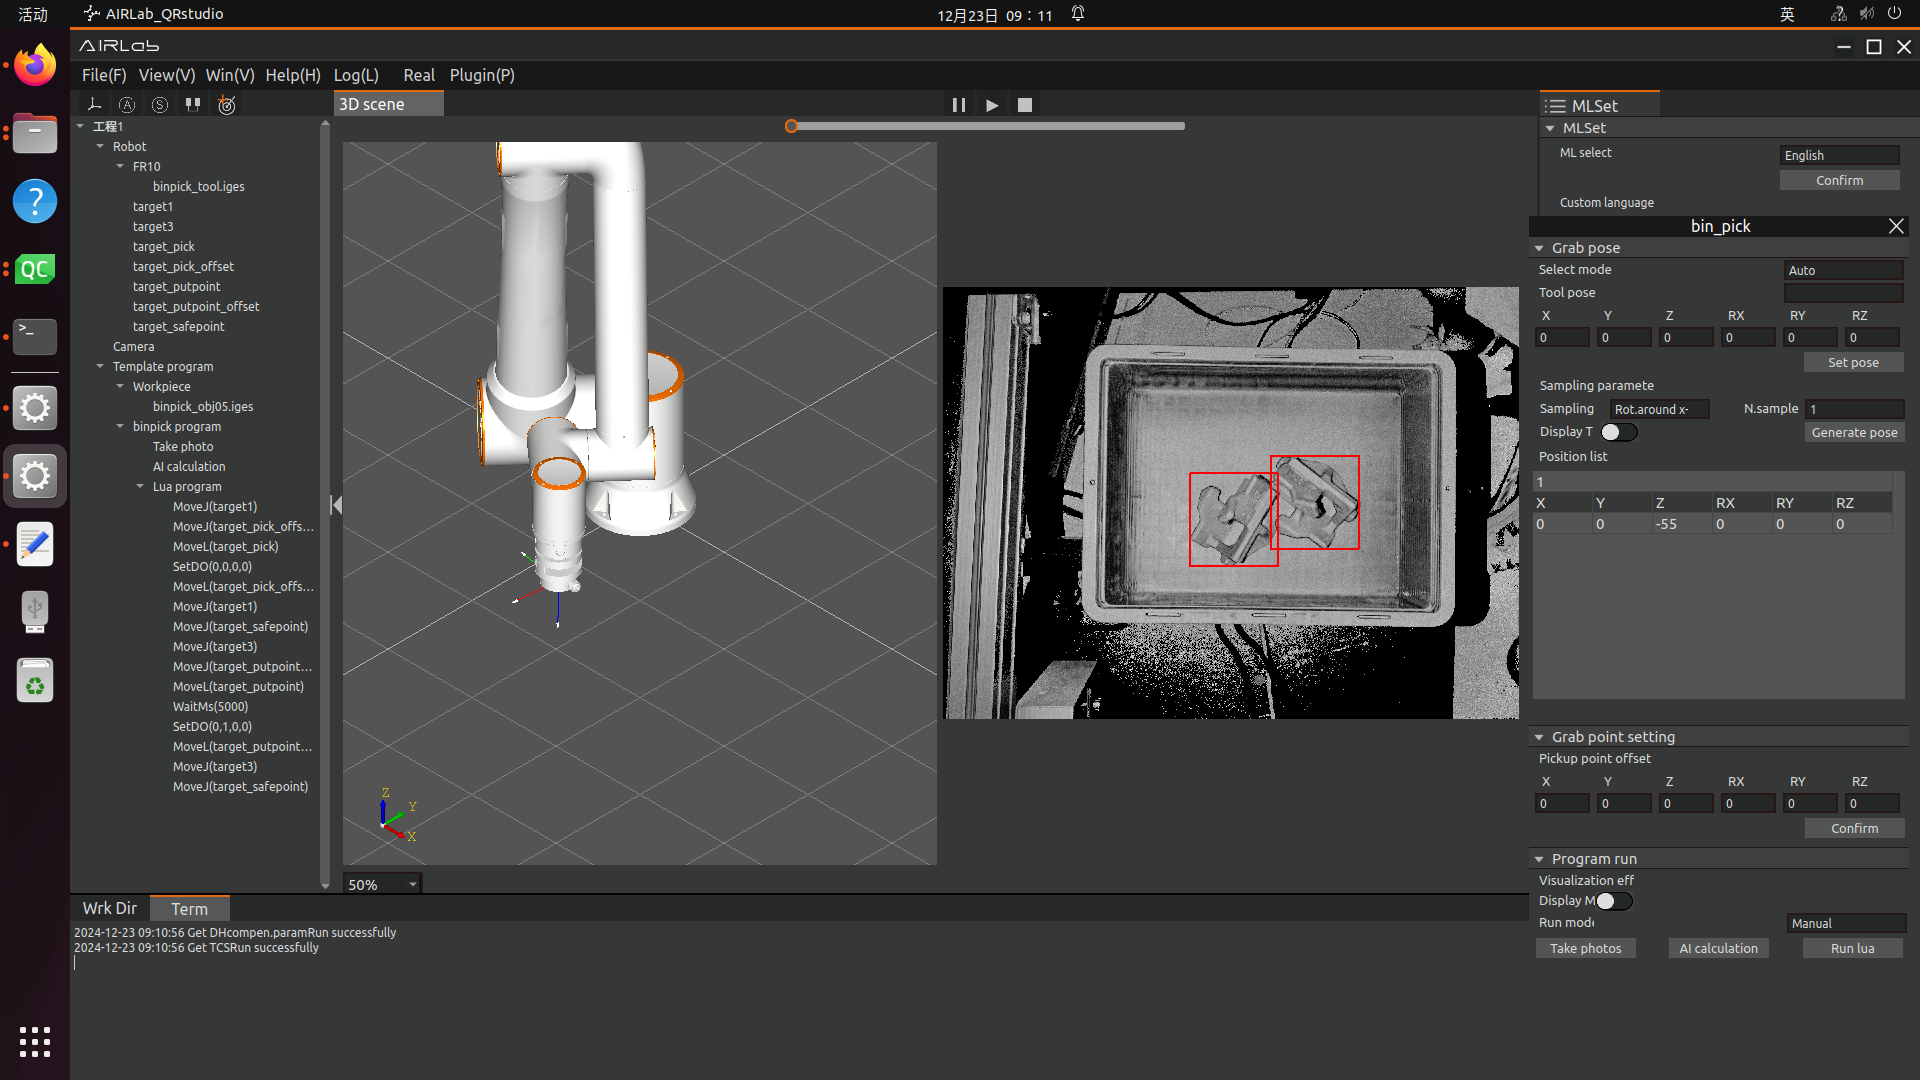 活动
AIRLab_QRstudio
12月23日 09：11
英
AIRLab
File(F) View(V) Win(V) Help(H) Log(L) Real Plugin(P)
3D scene
MLSet
MLSet
ML select
English
Confirm
Custom language
工程1
Robot
FR10
binpick_tool.iges
target1
target3
target_pick
target_pick_offset
target_putpoint
target_putpoint_offset
target_safepoint
Camera
Template program
Workpiece
binpick_obj05.iges
binpick program
Take photo
AI calculation
Lua program
MoveJ(target1)
MoveJ(target_pick_offs...
MoveL(target_pick)
SetDO(0,0,0,0)
MoveL(target_pick_offs...
MoveJ(target1)
MoveJ(target_safepoint)
MoveJ(target3)
MoveJ(target_putpoint...
MoveL(target_putpoint)
WaitMs(5000)
SetDO(0,1,0,0)
MoveL(target_putpoint...
MoveJ(target3)
MoveJ(target_safepoint)
Z
Y
X
50%
bin_pick
Grab pose
Select mode
Auto
Tool pose
X Y Z RX RY RZ
0 0 0 0 0 0
Set pose
Sampling paramete
Sampling Rot.around x- N.sample 1
Display T
Generate pose
Position list
1
X Y Z RX RY RZ
0 0 -55 0 0 0
Grab point setting
Pickup point offset
X Y Z RX RY RZ
0 0 0 0 0 0
Confirm
Program run
Visualization eff
Display M
Run mode
Manual
Take photos AI calculation Run lua
Wrk Dir Term
2024-12-23 09:10:56 Get DHcompen.paramRun successfully
2024-12-23 09:10:56 Get TCSRun successfully
QC